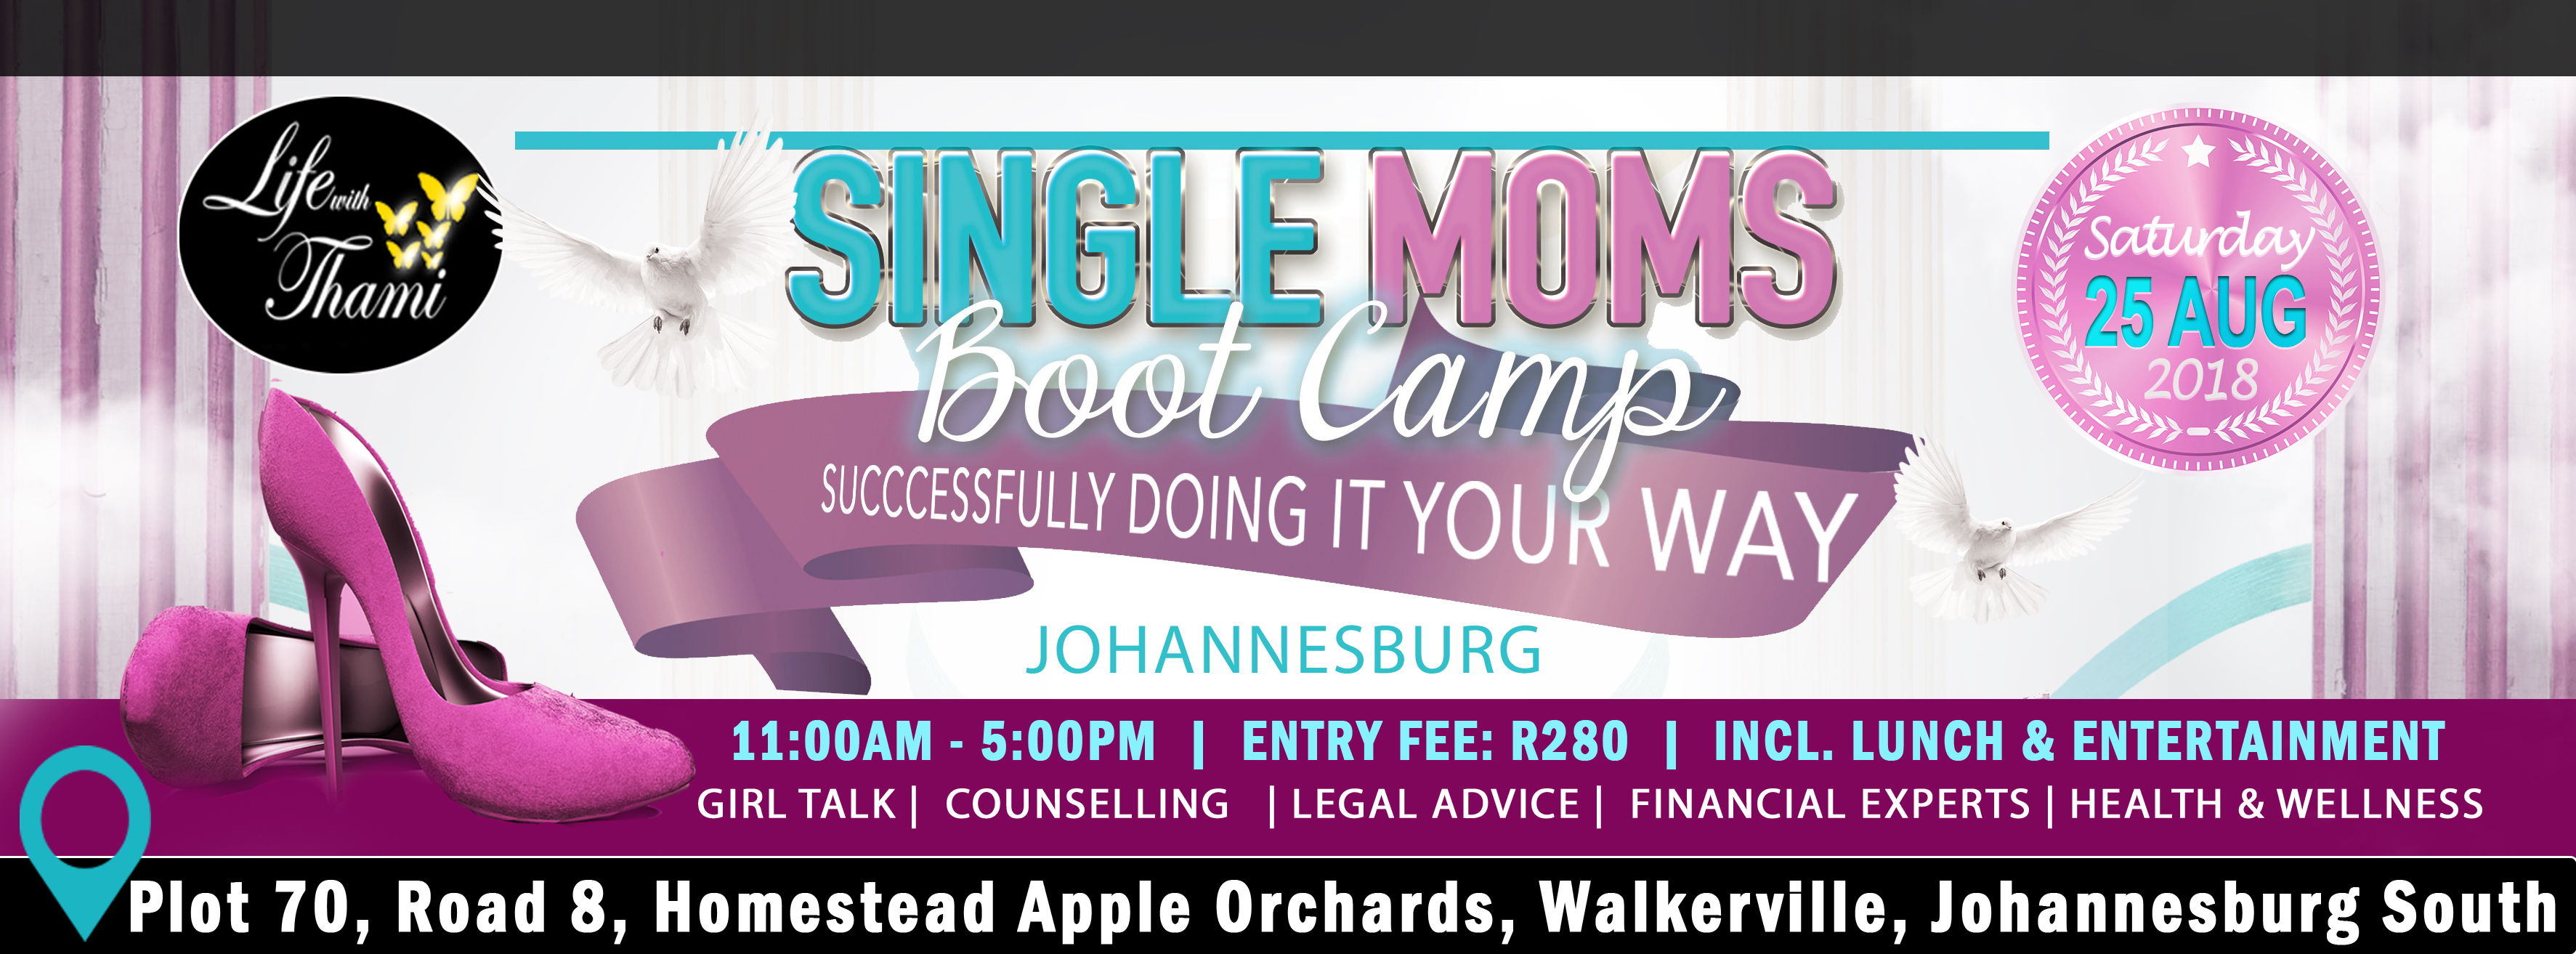 Life with
Thami
SINGLE MOMS
Boot Camp
SUCCCESSFULLY DOING IT YOUR WAY
JOHANNESBURG
Saturday
25 AUG
2018
11:00AM - 5:00PM | ENTRY FEE: R280 | INCL. LUNCH & ENTERTAINMENT
GIRL TALK | COUNSELLING | LEGAL ADVICE | FINANCIAL EXPERTS | HEALTH & WELLNESS
Plot 70, Road 8, Homestead Apple Orchards, Walkerville, Johannesburg South